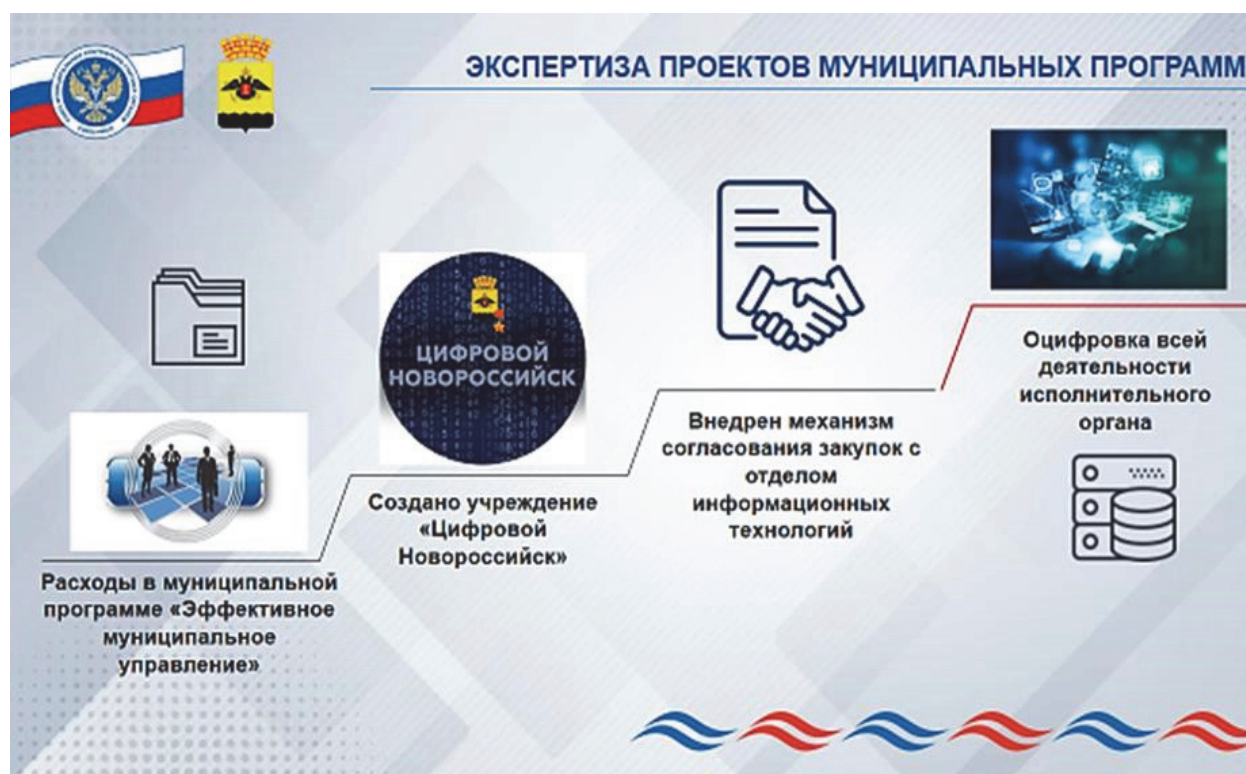 ЭКСПЕРТИЗА ПРОЕКТОВ МУНИЦИПАЛЬНЫХ ПРОГРАММ
Расходы в муниципальной
программе «Эффективное
муниципальное
управление»
ЦИФРОВОЙ
НОВОРОССИЙСК
Создано учреждение
«Цифровой
Новороссийск»
Внедрен механизм
согласования закупок с
отделом
информационных
технологий
Оцифровка всей
деятельности
исполнительного
органа